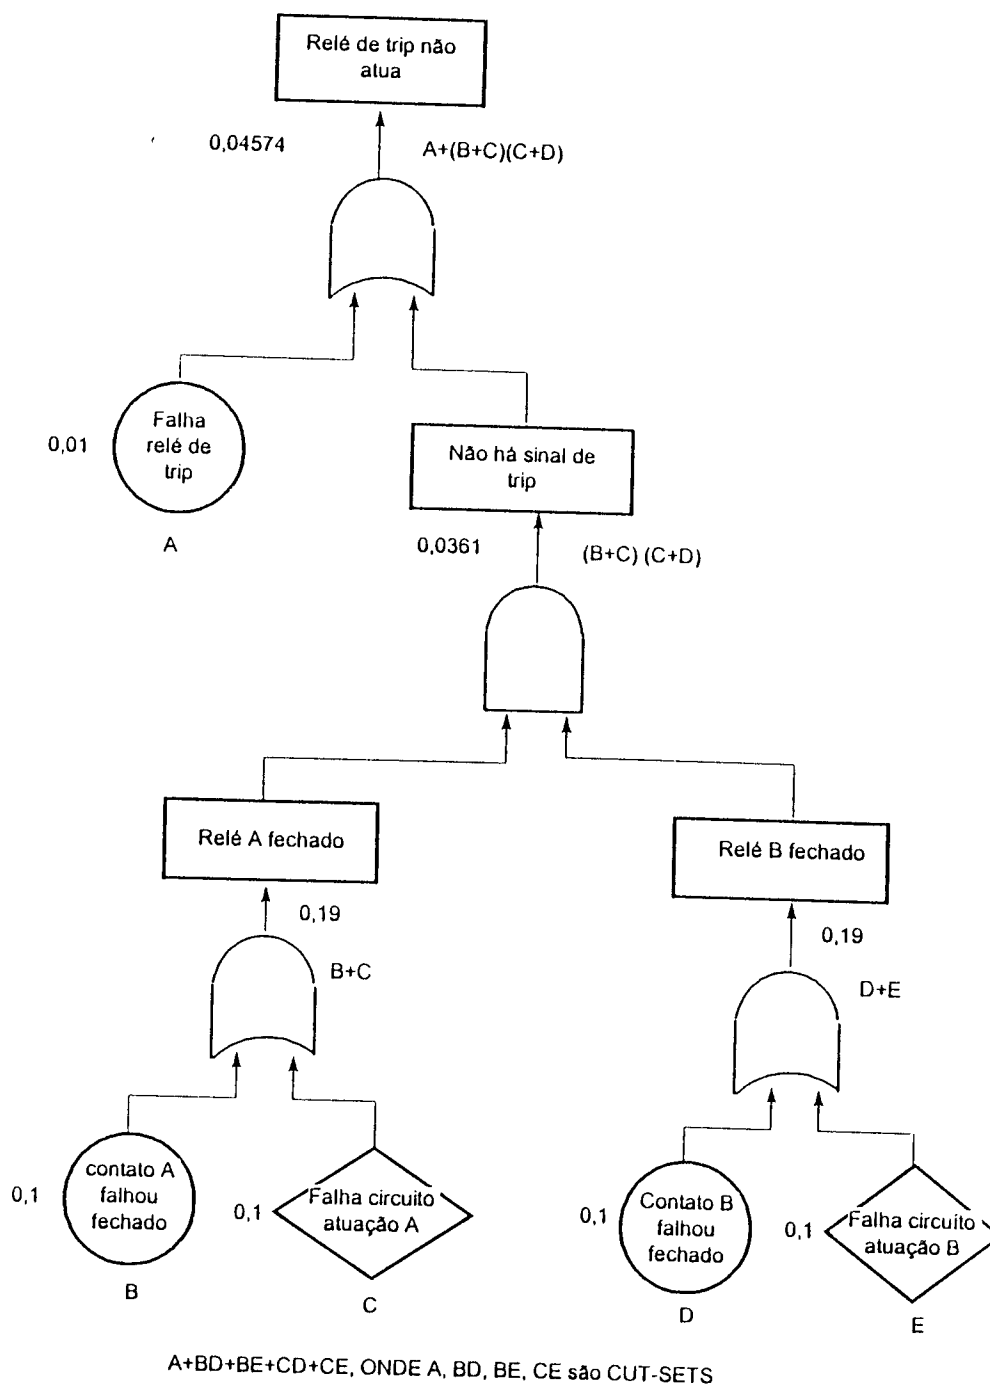 Relé de trip não
atua
0,04574
A+(B+C)(C+D)
Falha
relé de
trip
0,01
A
Não há sinal de
trip
0,0361
(B+C) (C+D)
Relé A fechado
Relé B fechado
0,19
B+C
0,19
D+E
contato A
falhou
fechado
0,1
B
Falha circuito
atuação A
0,1
C
Contato B
falhou
fechado
0,1
D
Falha circuito
atuação B
0,1
E
A+BD+BE+CD+CE, ONDE A, BD, BE, CE são CUT-SETS